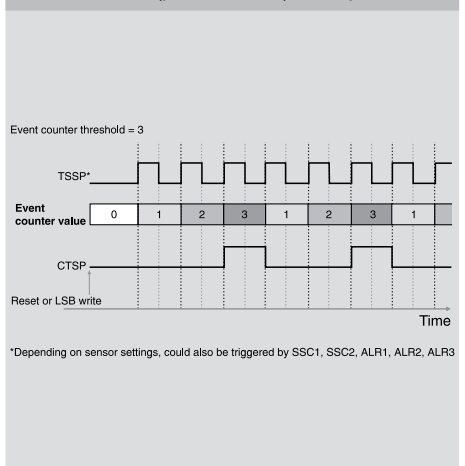 Event counter threshold = 3
TSSP*
Event
counter value
0 1 2 3 1 2 3 1
CTSP
Reset or LSB write
Time
*Depending on sensor settings, could also be triggered by SSC1, SSC2, ALR1, ALR2, ALR3